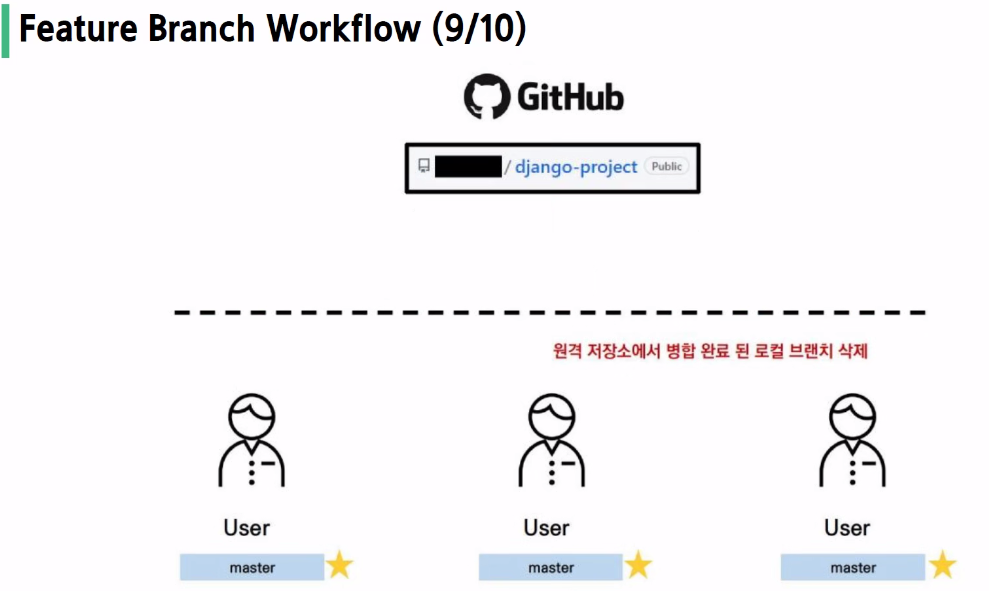 Feature Branch Workflow (9/10)
GitHub
/ django-project Public
원격 저장소에서 병합 완료 된 로컬 브랜치 삭제
User User User
master master master